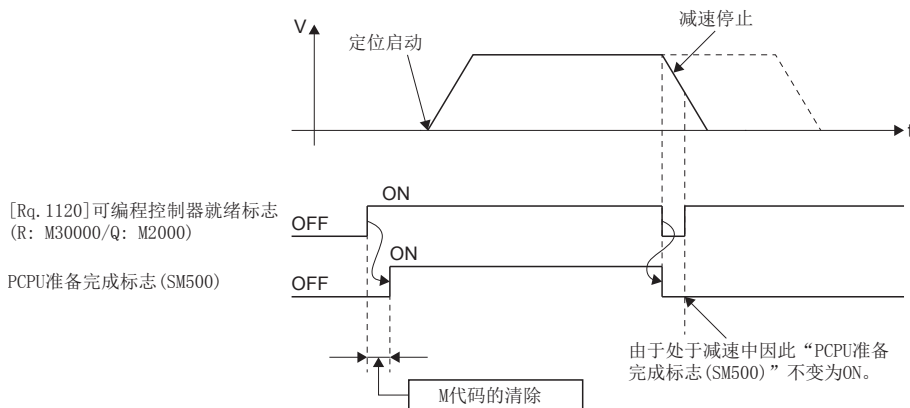 V
定位启动
减速停止
t
[Rq.1120]可编程控制器就绪标志
(R: M30000/Q: M2000)
OFF
ON
PCPU准备完成标志(SM500)
OFF
ON
由于处于减速中因此“PCPU准备
完成标志(SM500)”不变为ON。
M代码的清除